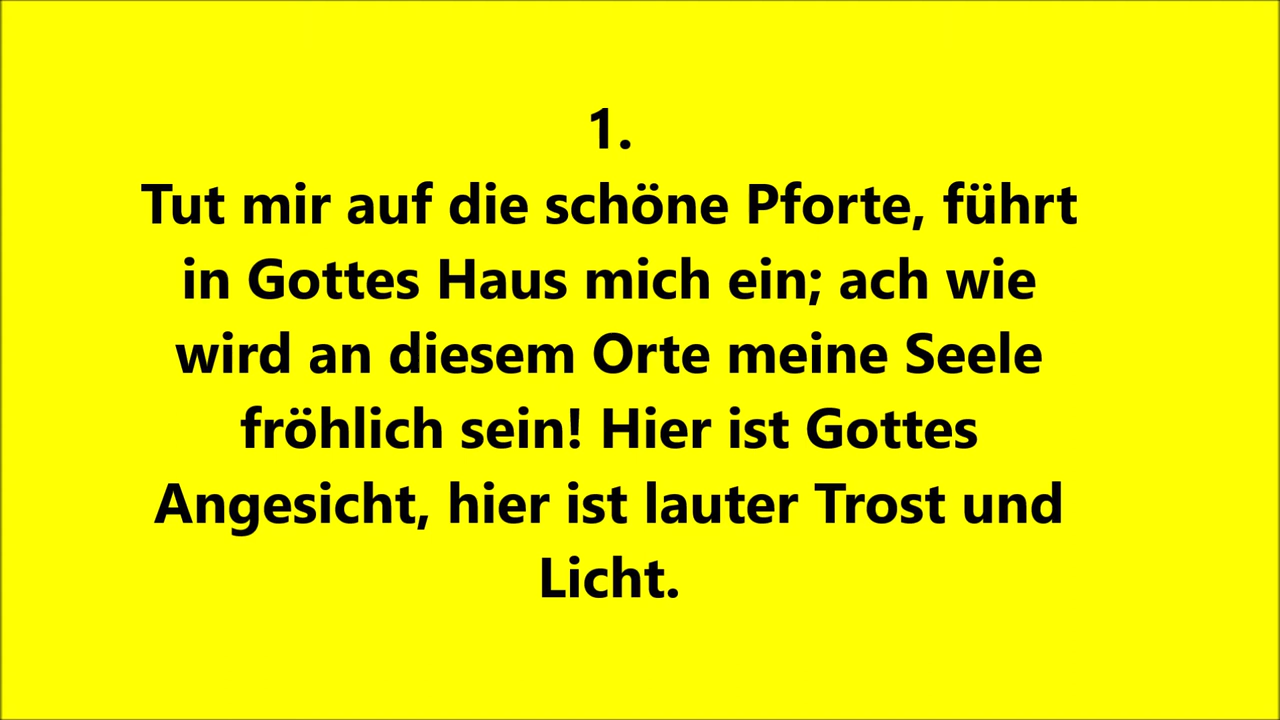 1.
Tut mir auf die schöne Pforte, führt
in Gottes Haus mich ein; ach wie
wird an diesem Orte meine Seele
fröhlich sein! Hier ist Gottes
Angesicht, hier ist lauter Trost und
Licht.